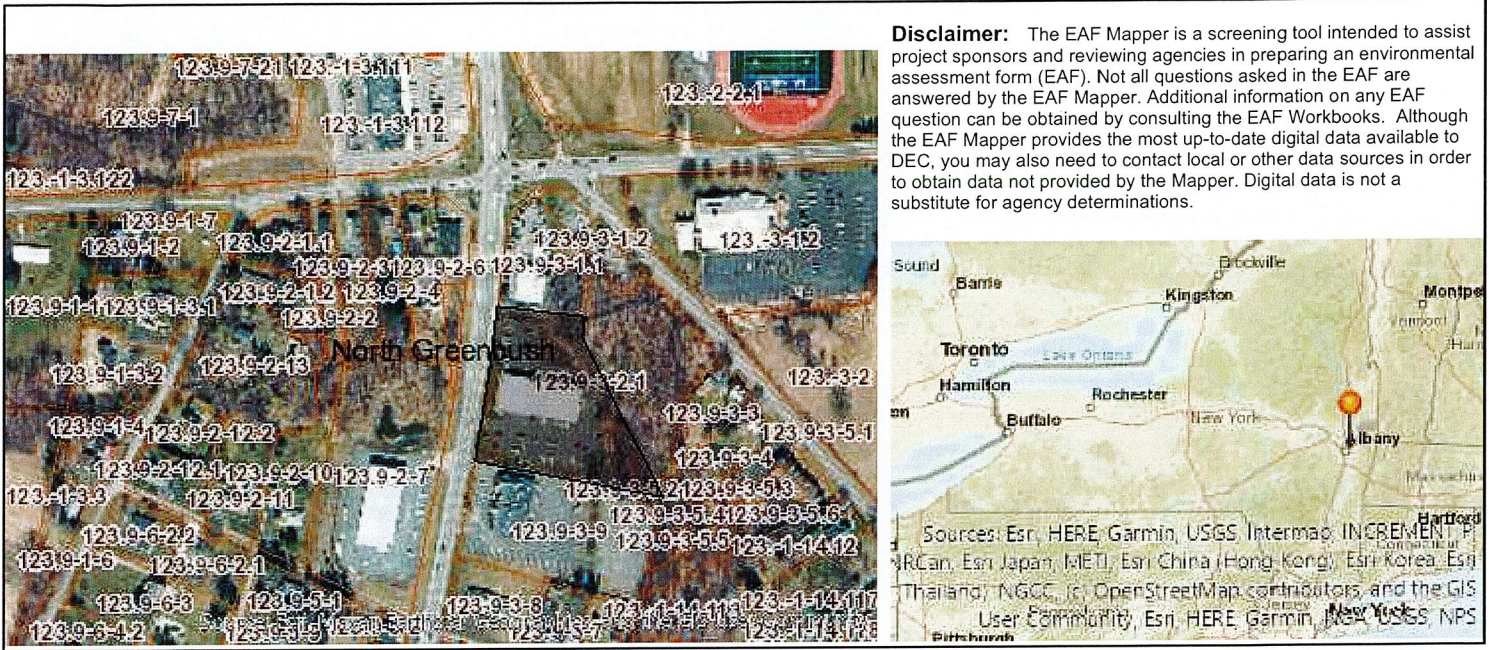 Disclaimer: The EAF Mapper is a screening tool intended to assist
project sponsors and reviewing agencies in preparing an environmental
assessment form (EAF). Not all questions asked in the EAF are
answered by the EAF Mapper. Additional information on any EAF
question can be obtained by consulting the EAF Workbooks. Although
the EAF Mapper provides the most up-to-date digital data available to
DEC, you may also need to contact local or other data sources in order
to obtain data not provided by the Mapper. Digital data is not a
substitute for agency determinations.
123.9-7-21 123.-1-3.111
123.-2-2.1
123.9-7-1
123.-1-3.112
123.-1-3.122
123.9-1-7
123.9-1-2
123.9-2-1.1
123.9-3-1.2
123.-3-1.2
123.9-2-3 123.9-2-6 123.9-3-1.1
123.9-1-1 123.9-1-3.1
123.9-2-1.2 123.9-2-4
123.9-2-2
North Greenbush
123.9-1-3.2
123.9-2-13
123.9-3-2.1
123.-3-2
123.9-3-3
123.9-1-4
123.9-2-12.2
123.9-3-5.1
123.9-3-4
123.9-2-12.1 123.9-2-10 123.9-2-7
123.-1-3.3
123.9-2-11
123.9-3-5.3
123.9-3-5.4 123.9-3-5.6
123.9-6-2.2
123.9-3-9
123.9-3-5.5 123.-1-14.12
123.9-1-6
123.9-6-2.1
123.9-6-3
123.9-5-1
123.9-3-8
123.-1-14.117
123.9-6-4.2
Sound
Barrie
Brockville
Kingston
Montpe
Toronto
Lake Ontario
Hamilton
Rochester
Buffalo
New York
lbany
Hartford
Sources: Esri, HERE, Garmin, USGS, Intermap, INCREMENT P,
NRCan, Esri Japan, METI, Esri China (Hong Kong), Esri Korea, Esri
(Thailand), NGCC, (c) OpenStreetMap contributors, and the GIS
User Community, Esri, HERE, Garmin, NGA, USGS, NPS
New York
Pittsburgh